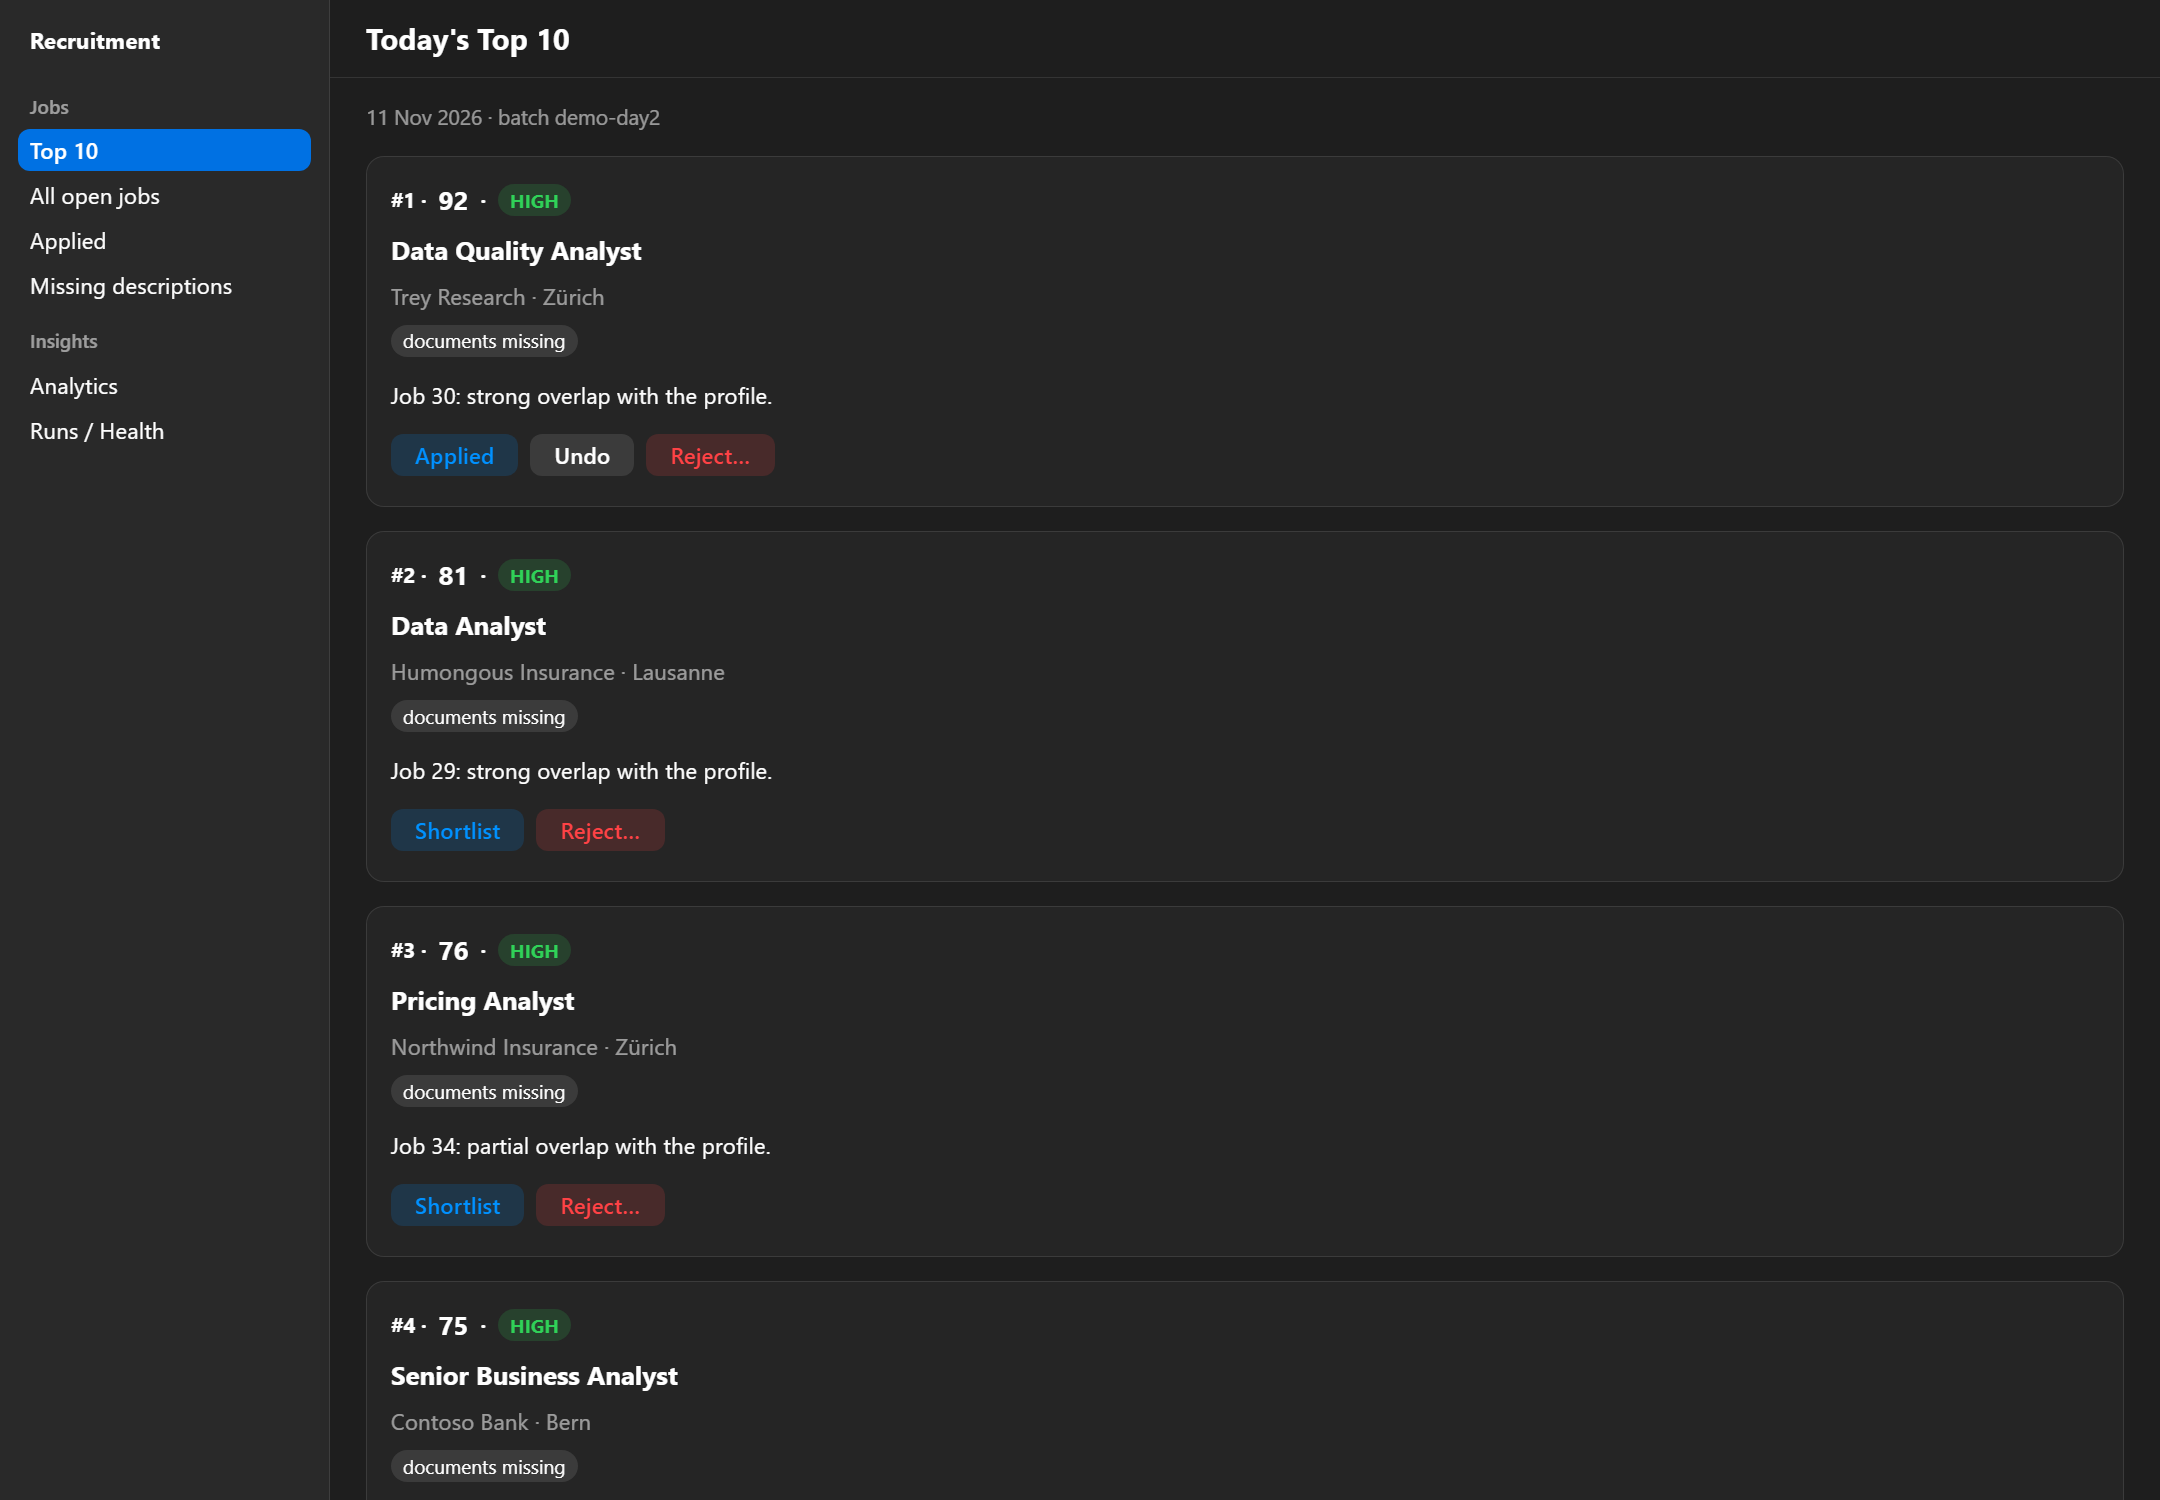 Recruitment
Jobs
Top 10
All open jobs
Applied
Missing descriptions
Insights
Analytics
Runs / Health
Today's Top 10
11 Nov 2026 · batch demo-day2
#1 · 92 · HIGH
Data Quality Analyst
Trey Research · Zürich
documents missing
Job 30: strong overlap with the profile.
Applied Undo Reject...
#2 · 81 · HIGH
Data Analyst
Humongous Insurance · Lausanne
documents missing
Job 29: strong overlap with the profile.
Shortlist Reject...
#3 · 76 · HIGH
Pricing Analyst
Northwind Insurance · Zürich
documents missing
Job 34: partial overlap with the profile.
Shortlist Reject...
#4 · 75 · HIGH
Senior Business Analyst
Contoso Bank · Bern
documents missing